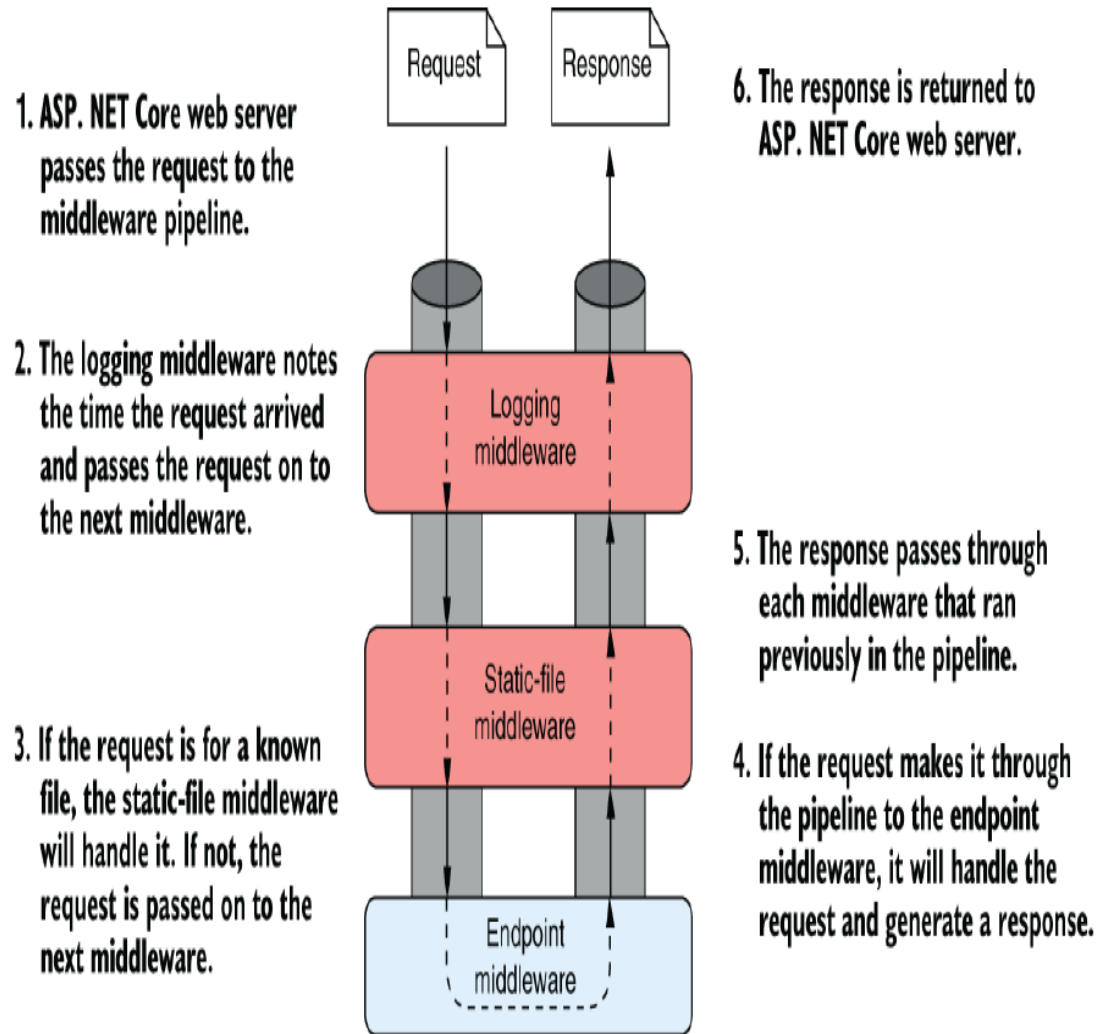 Request
Response
1. ASP. NET Core web server
passes the request to the
middleware pipeline.
6. The response is returned to
ASP. NET Core web server.
2. The logging middleware notes
the time the request arrived
and passes the request on to
the next middleware.
Logging
middleware
5. The response passes through
each middleware that ran
previously in the pipeline.
Static-file
middleware
3. If the request is for a known
file, the static-file middleware
will handle it. If not, the
request is passed on to the
next middleware.
4. If the request makes it through
the pipeline to the endpoint
middleware, it will handle the
request and generate a response.
Endpoint
middleware